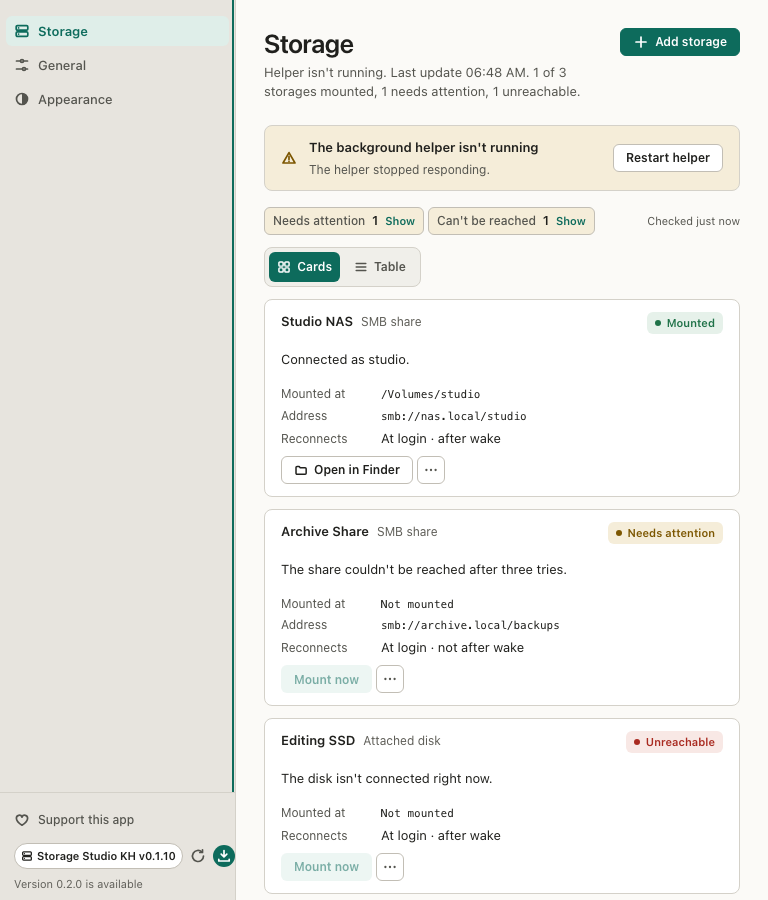 Storage
General
Appearance
Support this app
Storage Studio KH v0.1.10
Version 0.2.0 is available
Storage
Add storage
Helper isn't running. Last update 06:48 AM. 1 of 3
storages mounted, 1 needs attention, 1 unreachable.
The background helper isn't running
The helper stopped responding.
Restart helper
Needs attention 1 Show
Can't be reached 1 Show
Checked just now
Cards
Table
Studio NAS SMB share
Mounted
Connected as studio.
Mounted at /Volumes/studio
Address smb://nas.local/studio
Reconnects At login · after wake
Open in Finder
Archive Share SMB share
Needs attention
The share couldn't be reached after three tries.
Mounted at Not mounted
Address smb://archive.local/backups
Reconnects At login · not after wake
Mount now
Editing SSD Attached disk
Unreachable
The disk isn't connected right now.
Mounted at Not mounted
Reconnects At login · after wake
Mount now